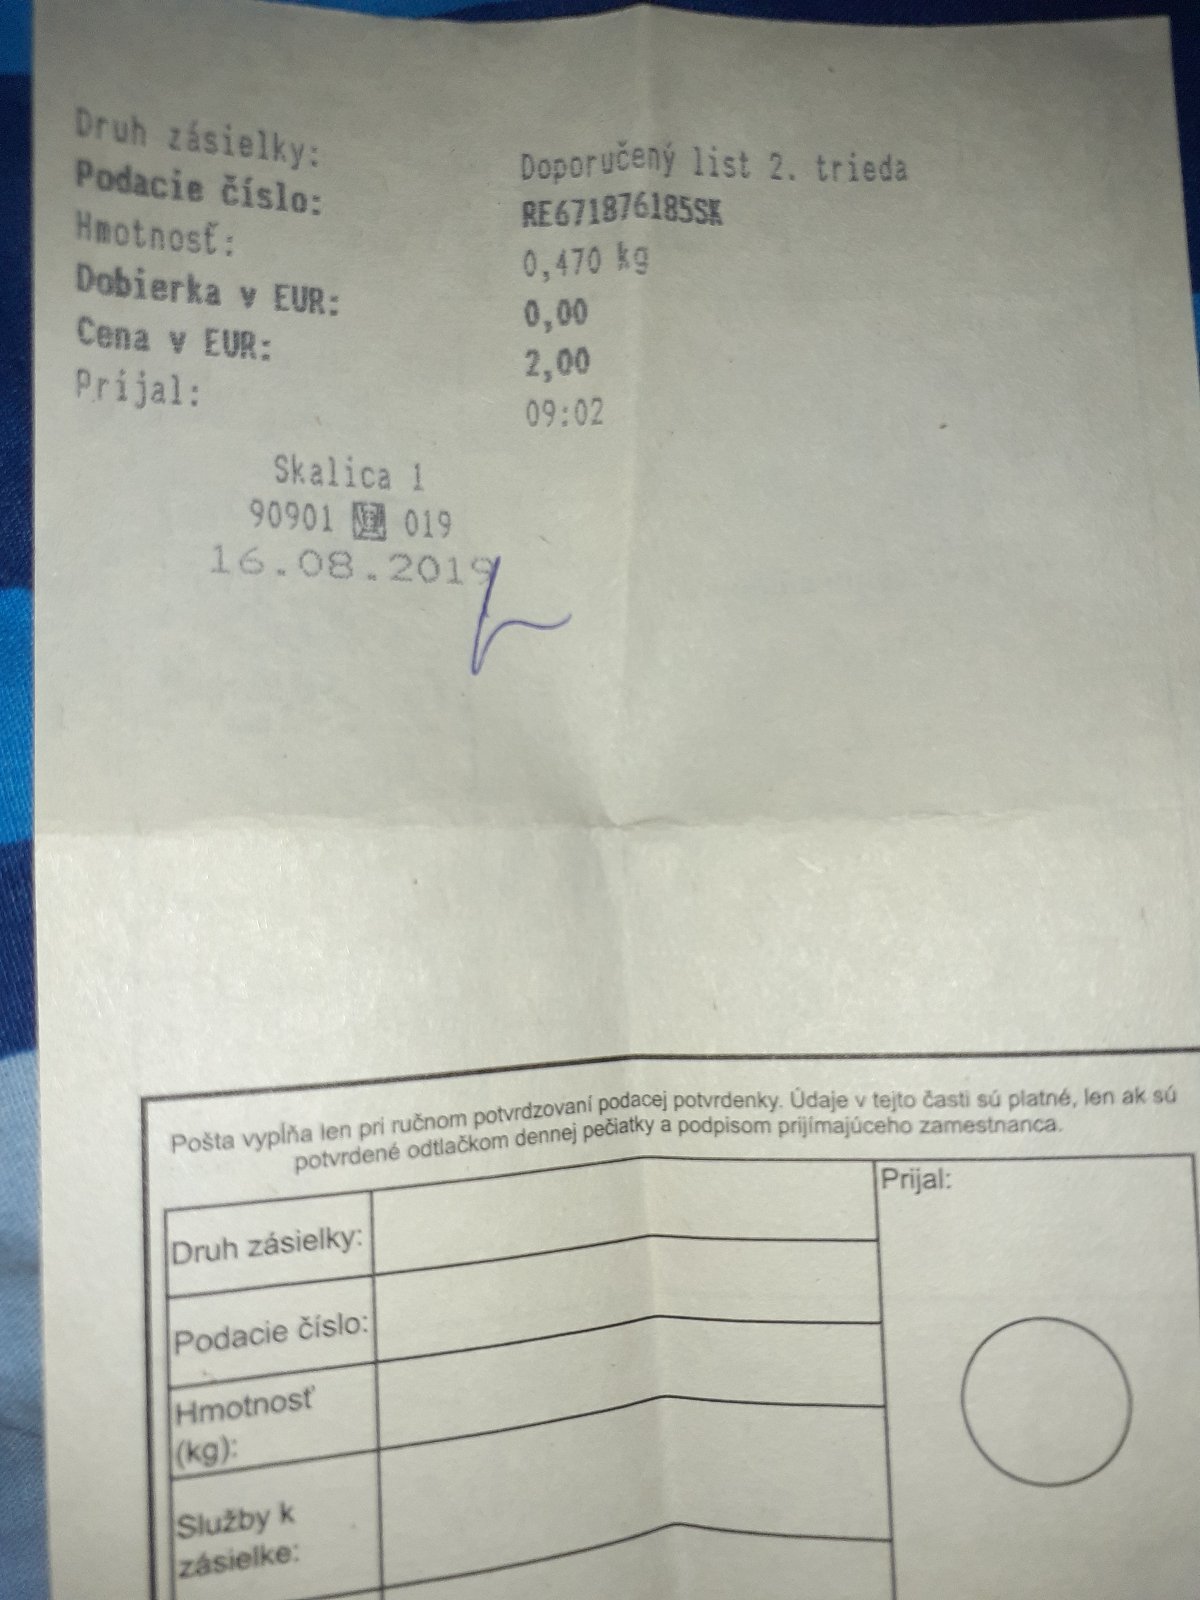 Druh zásielky: Doporučený list 2. trieda
Podacie číslo: RE671876185SK
Hmotnosť: 0,470 kg
Dobierka v EUR: 0,00
Cena v EUR: 2,00
Prijal: 09:02
Skalica 1
90901 019
16.08.2019
Pošta vypĺňa len pri ručnom potvrdzovaní podacej potvrdenky. Údaje v tejto časti sú platné, len ak sú
potvrdené odtlačkom dennej pečiatky a podpisom prijímajúceho zamestnanca.
Prijal:
Druh zásielky:
Podacie číslo:
Hmotnosť
(kg):
Služby k
zásielke: